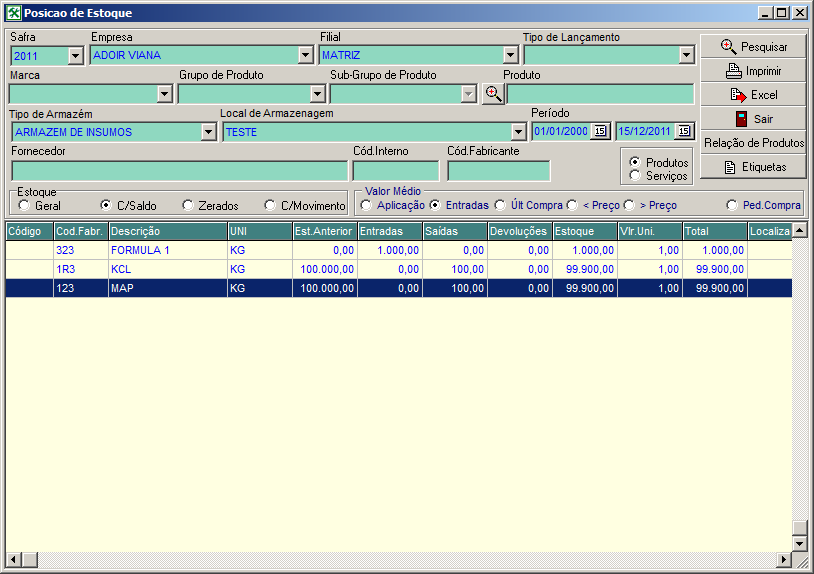 Posicao de Estoque
Safra Empresa Filial Tipo de Lançamento
2011 ADOIR VIANA MATRIZ
Marca Grupo de Produto Sub-Grupo de Produto Produto
Tipo de Armazém Local de Armazenagem Período
ARMAZEM DE INSUMOS TESTE 01/01/2000 15 15/12/2011 15
Fornecedor Cód.Interno Cód.Fabricante
Produtos
Serviços
Pesquisar
Imprimir
Excel
Sair
Relação de Produtos
Etiquetas
Estoque
Geral C/Saldo Zerados C/Movimento
Valor Médio
Aplicação Entradas Últ Compra < Preço > Preço Ped.Compra
Código Cod.Fabr. Descrição UNI Est.Anterior Entradas Saídas Devoluções Estoque Vlr.Uni. Total Localiza
323 FORMULA 1 KG 0,00 1.000,00 0,00 0,00 1.000,00 1,00 1.000,00
1R3 KCL KG 100.000,00 0,00 100,00 0,00 99.900,00 1,00 99.900,00
123 MAP KG 100.000,00 0,00 100,00 0,00 99.900,00 1,00 99.900,00